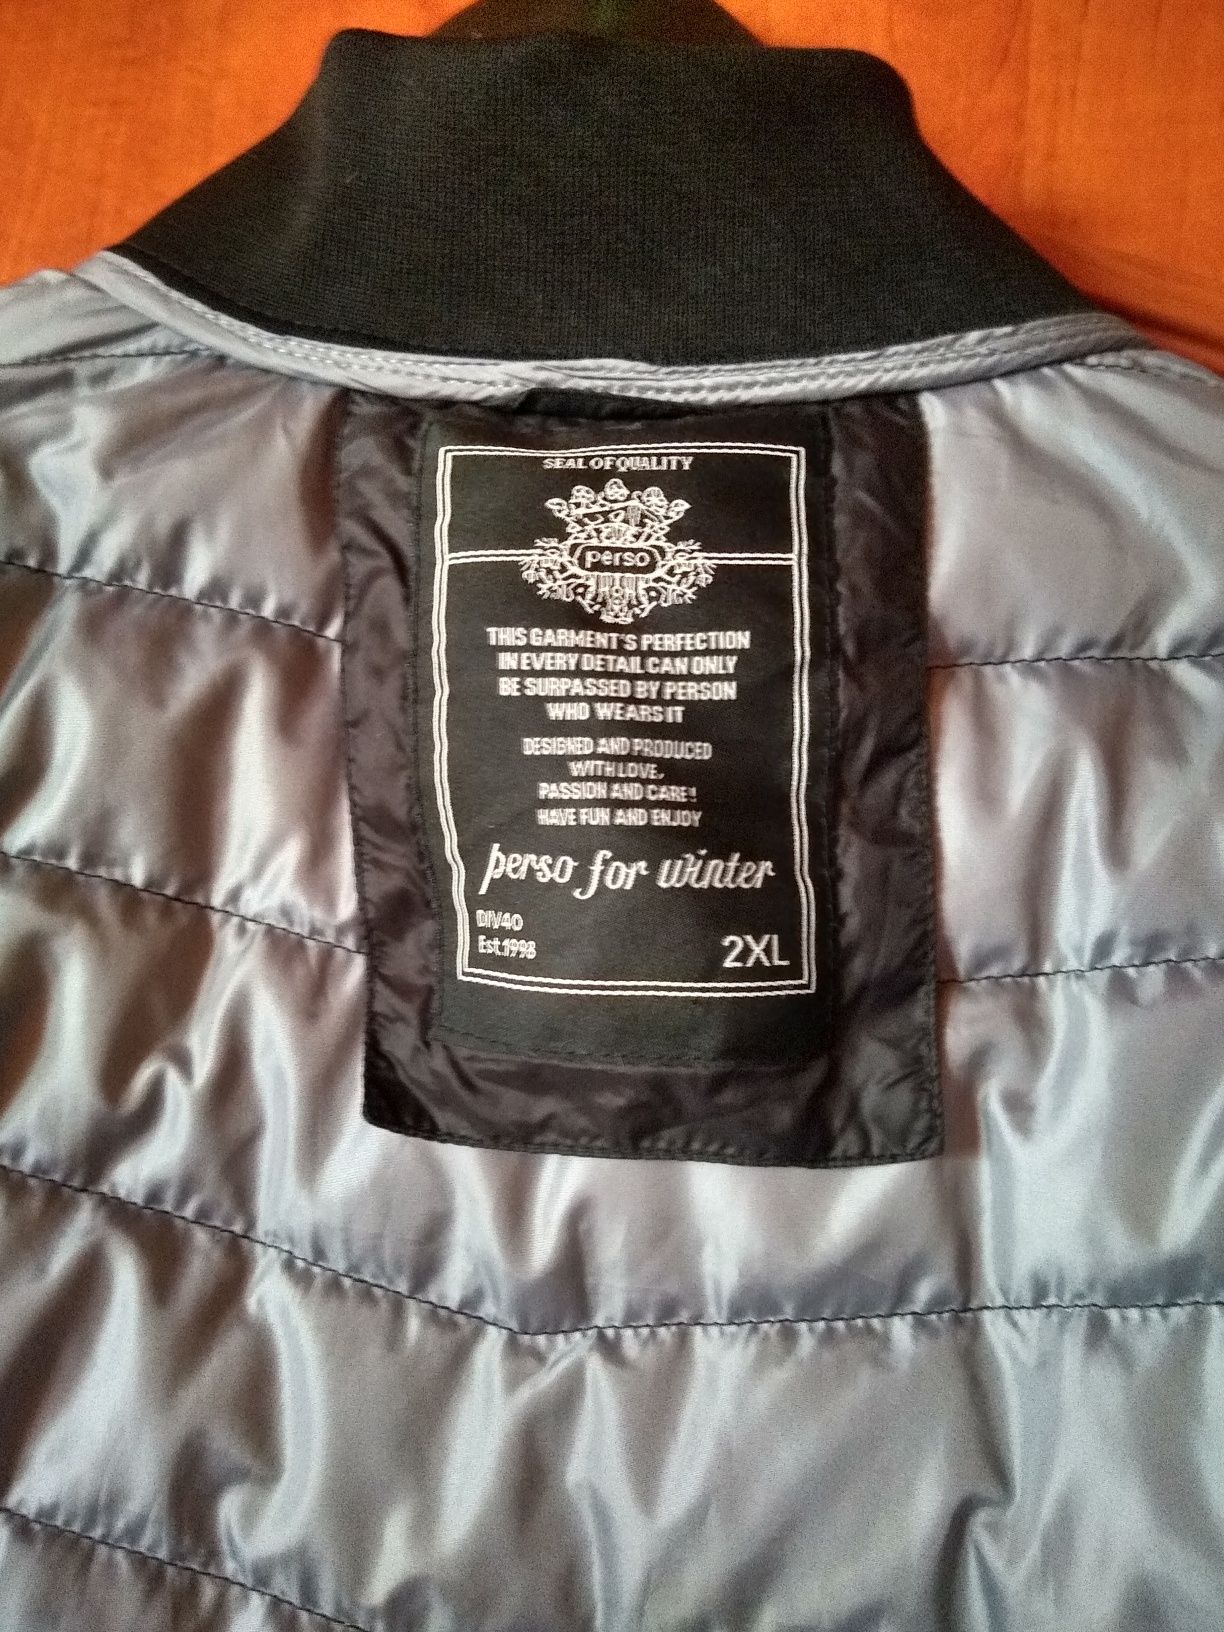 SEAL OF QUALITY
perso
THIS GARMENT'S PERFECTION
IN EVERY DETAIL CAN ONLY
BE SURPASSED BY PERSON
WHO WEARS IT
DESIGNED AND PRODUCED
WITH LOVE,
PASSION AND CARE!
HAVE FUN AND ENJOY
perso for winter
DIV40
Est.1998
2XL